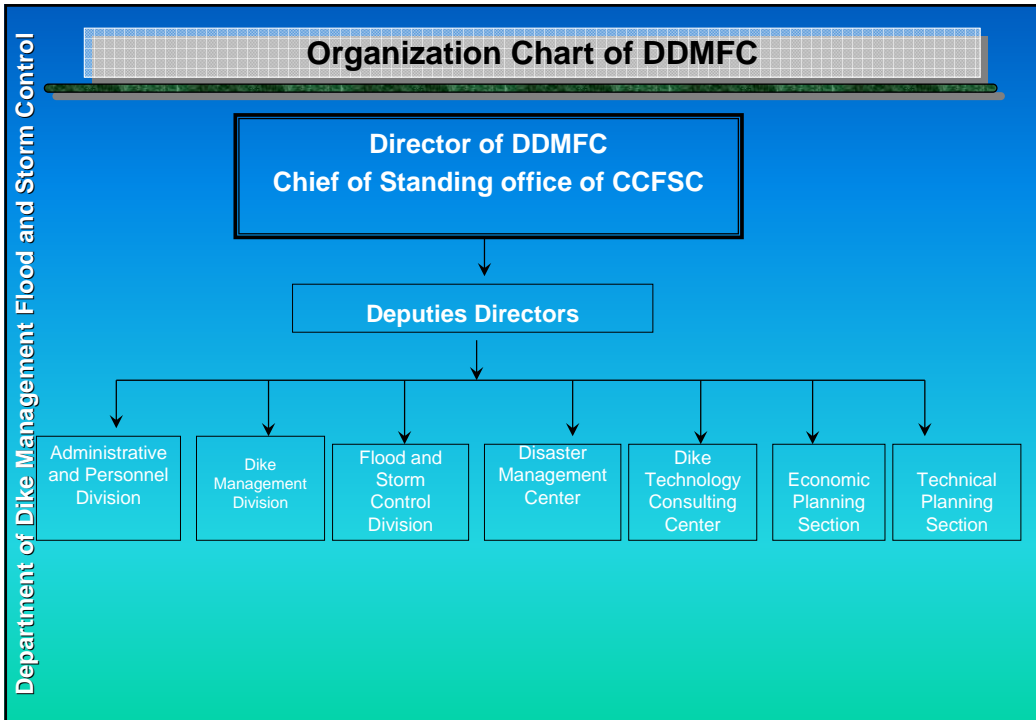 Organization Chart of DDMFC
Department of Dike Management Flood and Storm Control
Director of DDMFC
Chief of Standing office of CCFSC
Deputies Directors
Administrative
and Personnel
Division
Dike
Management
Division
Flood and
Storm
Control
Division
Disaster
Management
Center
Dike
Technology
Consulting
Center
Economic
Planning
Section
Technical
Planning
Section